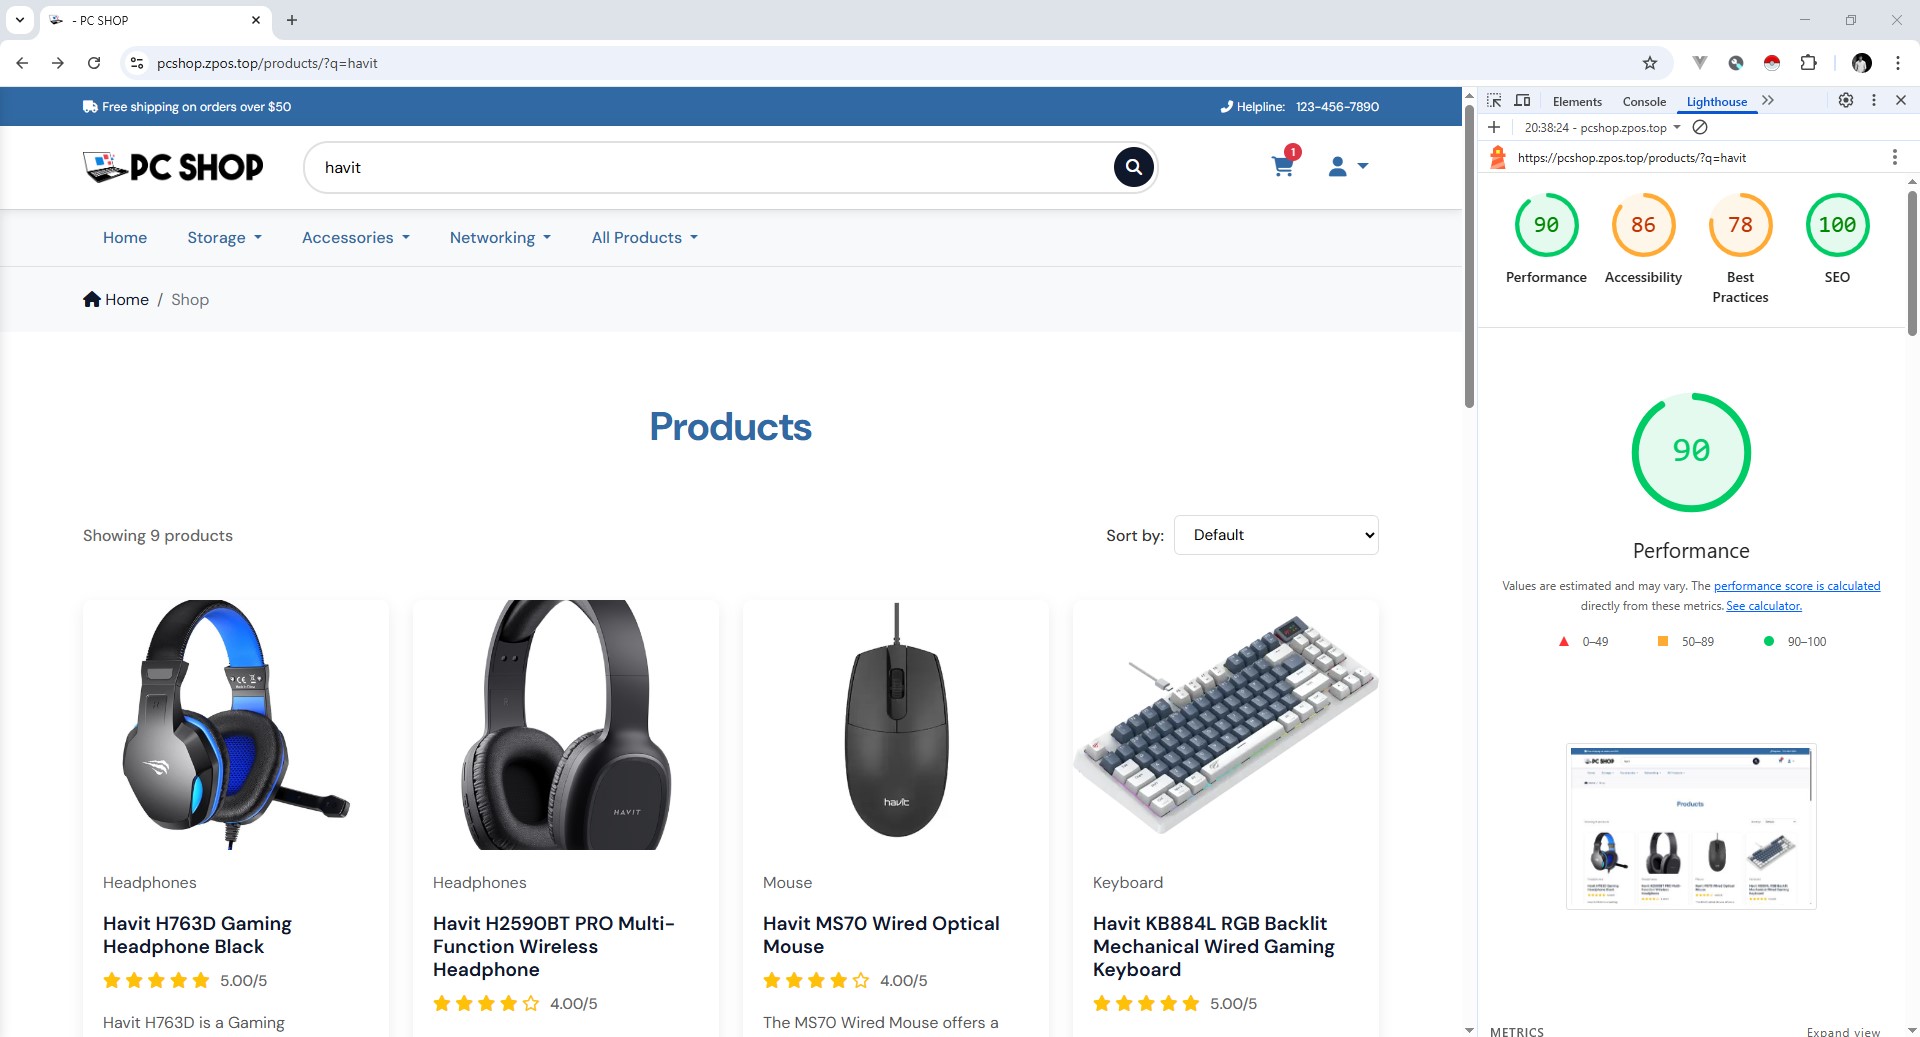 - PC SHOP
pcshop.zpos.top/products/?q=havit
Free shipping on orders over $50
Helpline: 123-456-7890
PC SHOP
havit
1
Home
Storage
Accessories
Networking
All Products
Home / Shop
Products
Showing 9 products
Sort by:
Default
HAVIT
havit
Headphones
Havit H763D Gaming
Headphone Black
5.00/5
Havit H763D is a Gaming
Headphones
Havit H2590BT PRO Multi-
Function Wireless
Headphone
4.00/5
Mouse
Havit MS70 Wired Optical
Mouse
4.00/5
The MS70 Wired Mouse offers a
Keyboard
Havit KB884L RGB Backlit
Mechanical Wired Gaming
Keyboard
5.00/5
Elements
Console
Lighthouse
20:38:24 - pcshop.zpos.top
https://pcshop.zpos.top/products/?q=havit
90
86
78
100
Performance
Accessibility
Best
Practices
SEO
90
Performance
Values are estimated and may vary. The performance score is calculated
directly from these metrics. See calculator.
0–49
50–89
90–100
PC SHOP
Products
METRICS
Expand view